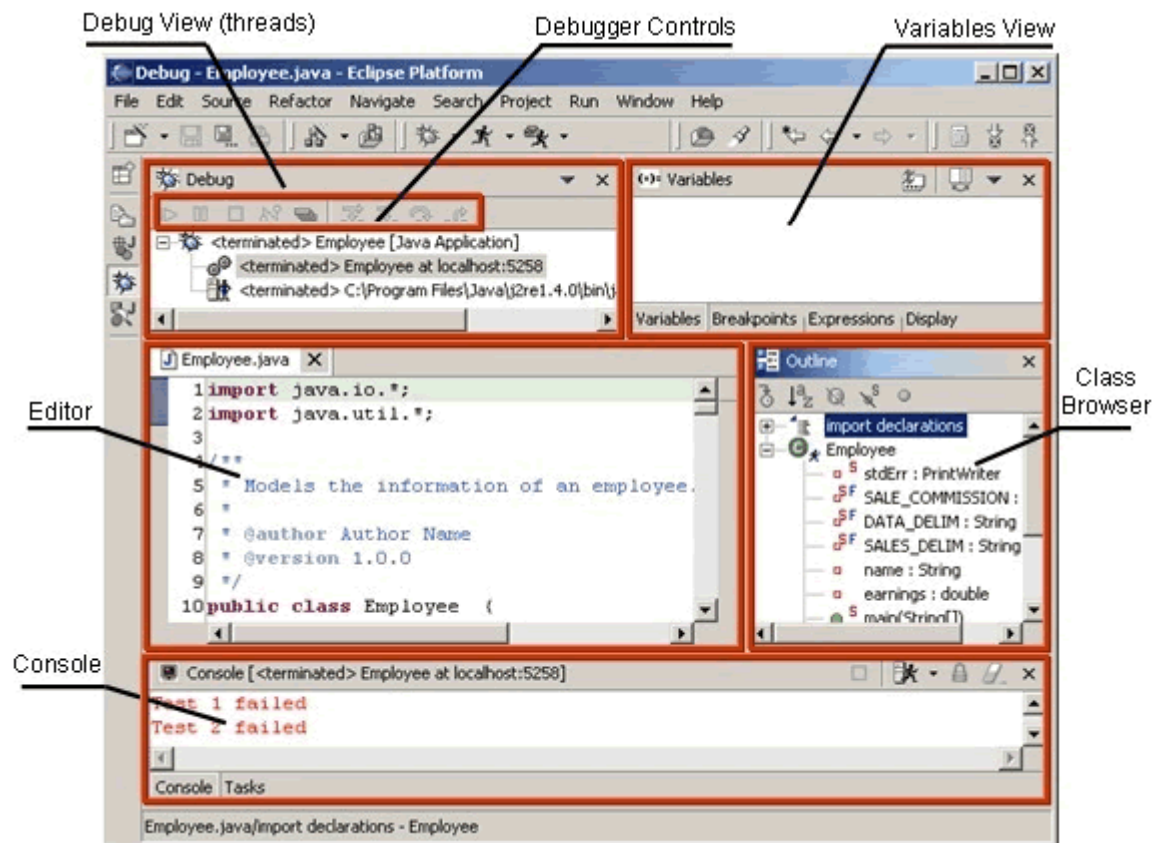 Debug View (threads)
Debugger Controls
Variables View
Debug - Employee.java - Eclipse Platform
File Edit Source Refactor Navigate Search Project Run Window Help
Debug
<terminated> Employee [Java Application]
<terminated> Employee at localhost:5258
<terminated> C:\Program Files\Java\j2re1.4.0\bin\j
Variables
Variables Breakpoints Expressions Display
Editor
Employee.java
1 import java.io.*;
2 import java.util.*;
3
4 /**
5 * Models the information of an employee.
6 *
7 * @author Author Name
8 * @version 1.0.0
9 */
10 public class Employee {
Outline
import declarations
Employee
stdErr : PrintWriter
SALE_COMMISSION :
DATA_DELIM : String
SALES_DELIM : String
name : String
earnings : double
main(String[])
Class
Browser
Console
Console [<terminated> Employee at localhost:5258]
Test 1 failed
Test 2 failed
Console Tasks
Employee.java/import declarations - Employee